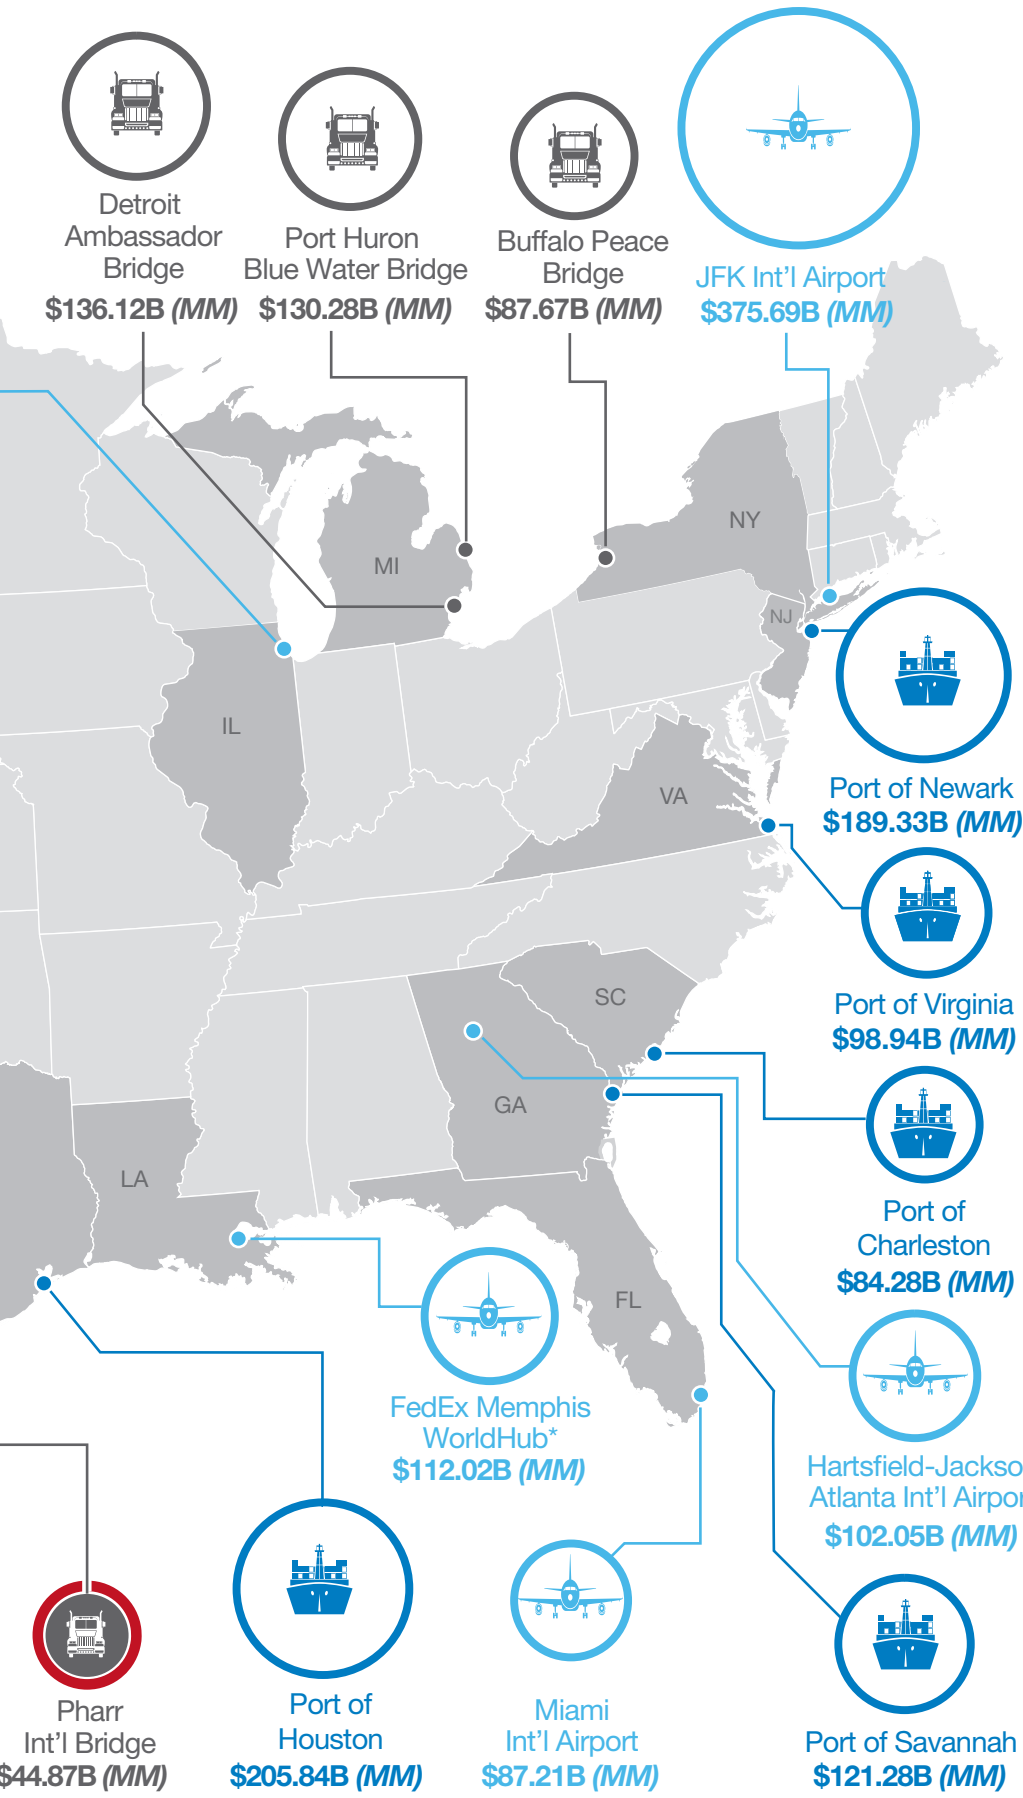 Detroit
Ambassador
Bridge
$136.12B (MM)
Port Huron
Blue Water Bridge
$130.28B (MM)
Buffalo Peace
Bridge
$87.67B (MM)
JFK Int'l Airport
$375.69B (MM)
NY
MI
NJ
IL
VA
Port of Newark
$189.33B (MM)
SC
Port of Virginia
$98.94B (MM)
GA
LA
Port of
Charleston
$84.28B (MM)
FL
FedEx Memphis
WorldHub*
$112.02B (MM)
Hartsfield-Jackso
Atlanta Int'l Airpor
$102.05B (MM)
Pharr
Int'l Bridge
$44.87B (MM)
Port of
Houston
$205.84B (MM)
Miami
Int'l Airport
$87.21B (MM)
Port of Savannah
$121.28B (MM)